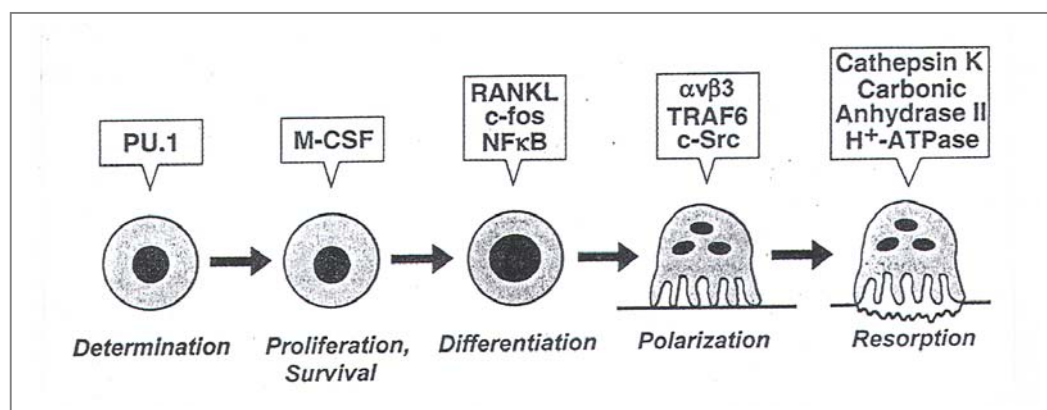 PU.1
M-CSF
RANKL
c-fos
NFκB
αvβ3
TRAF6
c-Src
Cathepsin K
Carbonic
Anhydrase II
H⁺-ATPase
Determination
Proliferation,
Survival
Differentiation
Polarization
Resorption